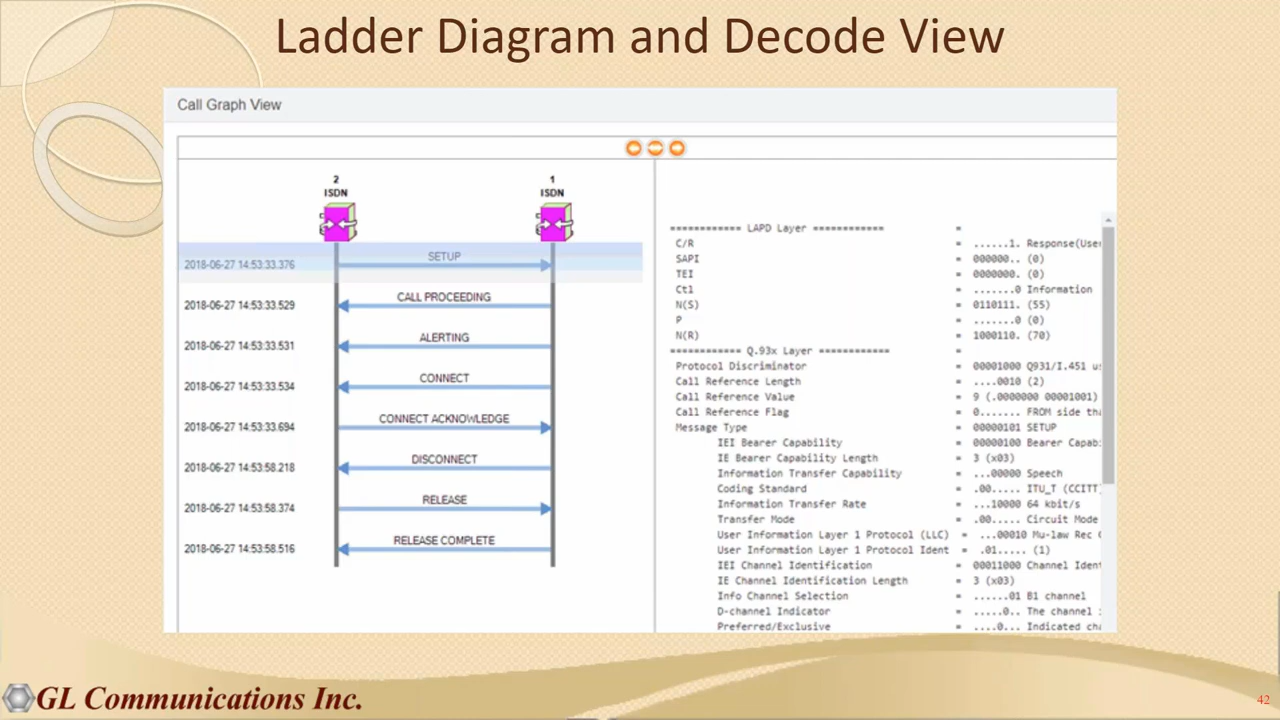 Ladder Diagram and Decode View
Call Graph View
2
ISDN
1
ISDN
2018-06-27 14:53:33.376 SETUP
2018-06-27 14:53:33.529 CALL PROCEEDING
2018-06-27 14:53:33.531 ALERTING
2018-06-27 14:53:33.534 CONNECT
2018-06-27 14:53:33.694 CONNECT ACKNOWLEDGE
2018-06-27 14:53:58.218 DISCONNECT
2018-06-27 14:53:58.374 RELEASE
2018-06-27 14:53:58.516 RELEASE COMPLETE
============ LAPD Layer ============ =
C/R = ......1. Response(User
SAPI = 000000.. (0)
TEI = 0000000. (0)
Ctl = .......0 Information
N(S) = 0110111. (55)
P = .......0 (0)
N(R) = 1000110. (70)
============ Q.93x Layer ============ =
Protocol Discriminator = 00001000 Q931/I.451 us
Call Reference Length = ....0010 (2)
Call Reference Value = 9 (.0000000 00001001)
Call Reference Flag = 0....... FROM side tha
Message Type = 00000101 SETUP
IEI Bearer Capability = 00000100 Bearer Capab
IE Bearer Capability Length = 3 (x03)
Information Transfer Capability = ...00000 Speech
Coding Standard = .00..... ITU_T (CCITT)
Information Transfer Rate = ...10000 64 kbit/s
Transfer Mode = .00..... Circuit Mode
User Information Layer 1 Protocol (LLC) = ...00010 Mu-law Rec
User Information Layer 1 Protocol Ident = .01..... (1)
IEI Channel Identification = 00011000 Channel Ident
IE Channel Identification Length = 3 (x03)
Info Channel Selection = ......01 B1 channel
D-channel Indicator = .....0.. The channel
Preferred/Exclusive = ....0... Indicated cha
GL Communications Inc.
42